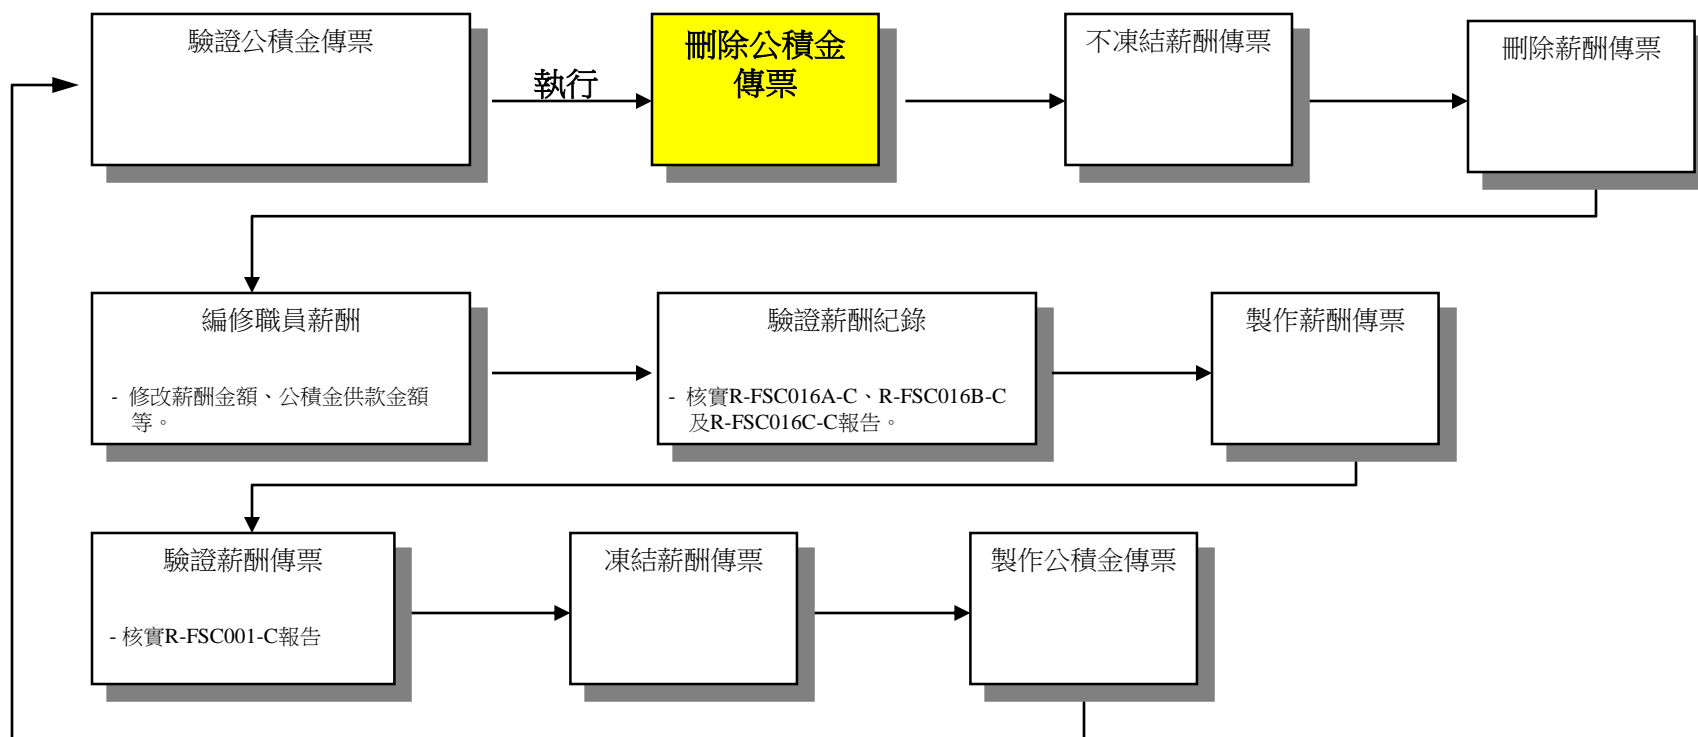 驗證公積金傳票
執行
刪除公積金
傳票
不凍結薪酬傳票
刪除薪酬傳票
編修職員薪酬
- 修改薪酬金額、公積金供款金額
等。
驗證薪酬紀錄
- 核實R-FSC016A-C、R-FSC016B-C
及R-FSC016C-C報告。
製作薪酬傳票
驗證薪酬傳票
- 核實R-FSC001-C報告
凍結薪酬傳票
製作公積金傳票